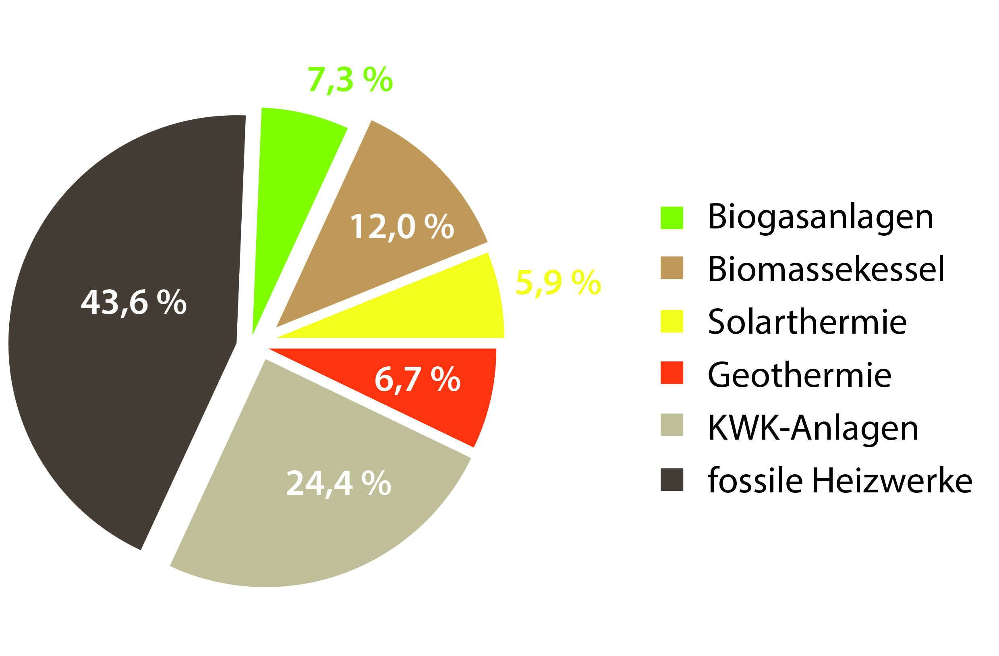 7,3 %
12,0 %
5,9 %
43,6 %
6,7 %
24,4 %
Biogasanlagen
Biomassekessel
Solarthermie
Geothermie
KWK-Anlagen
fossile Heizwerke